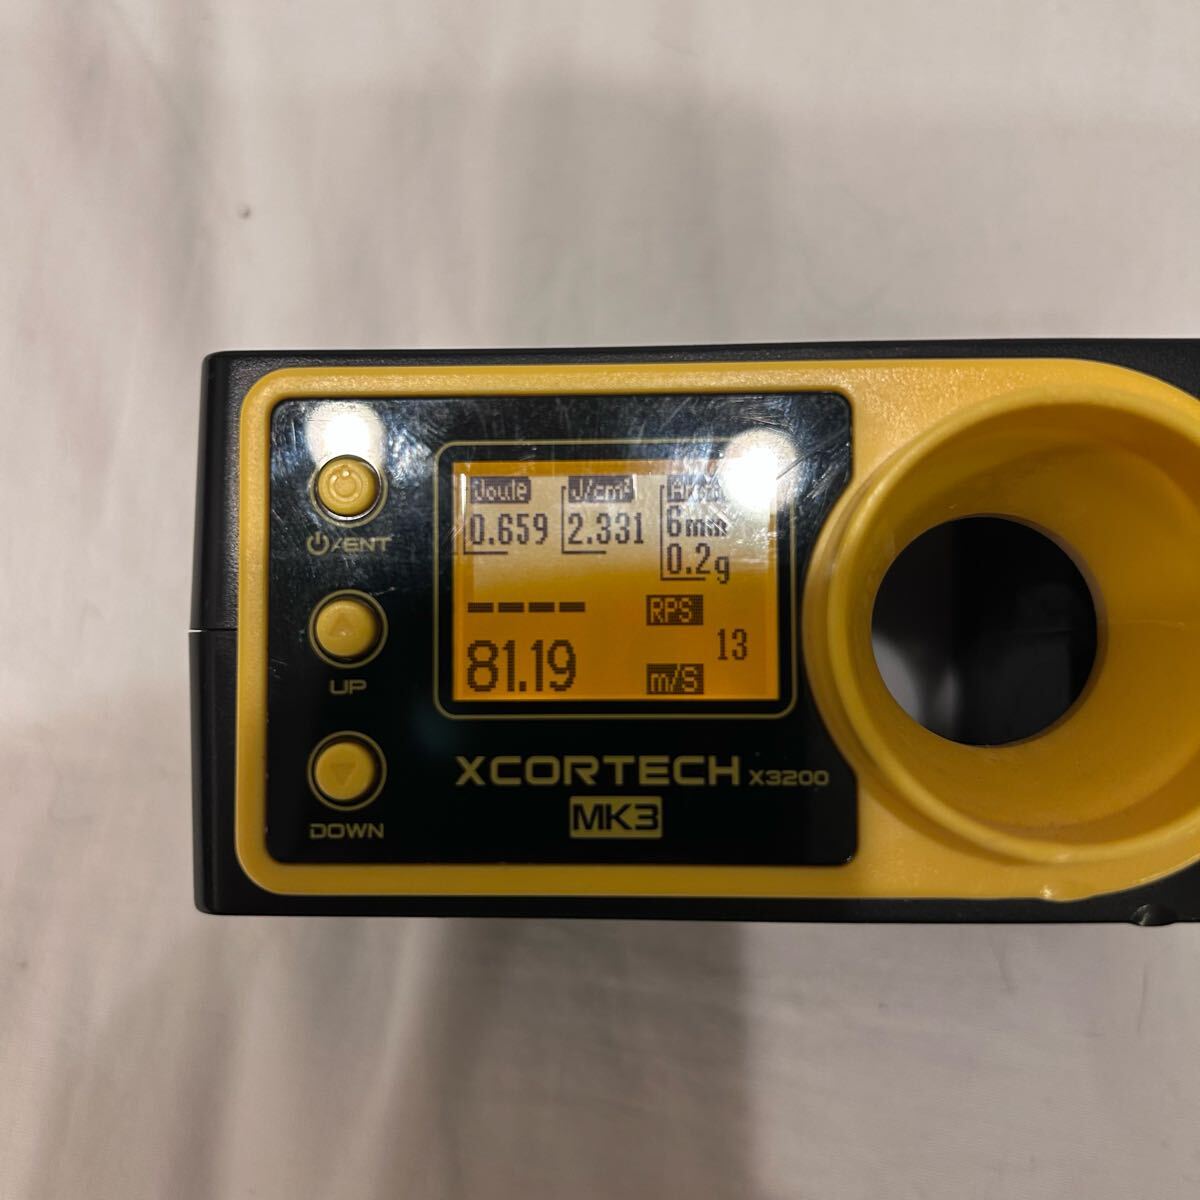 Joule J/cm²
0.659 2.331 6mm
0.2g
---- RPS
13
81.19 m/S
⏻/ENT
UP
DOWN
XCORTECH X3200
MK3